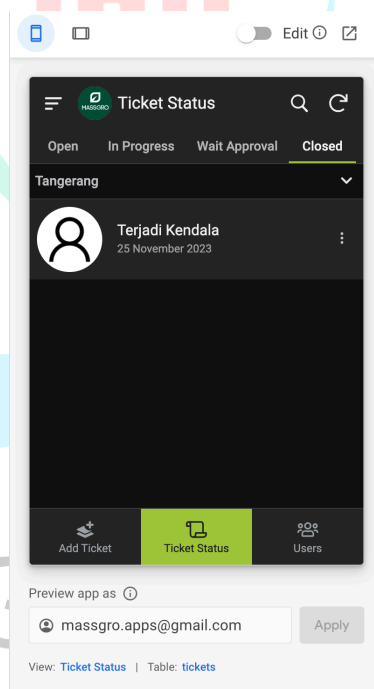 Edit
MASSGRO
Ticket Status
Open In Progress Wait Approval Closed
Tangerang
Terjadi Kendala
25 November 2023
Add Ticket Ticket Status Users
Preview app as
massgro.apps@gmail.com Apply
View: Ticket Status | Table: tickets